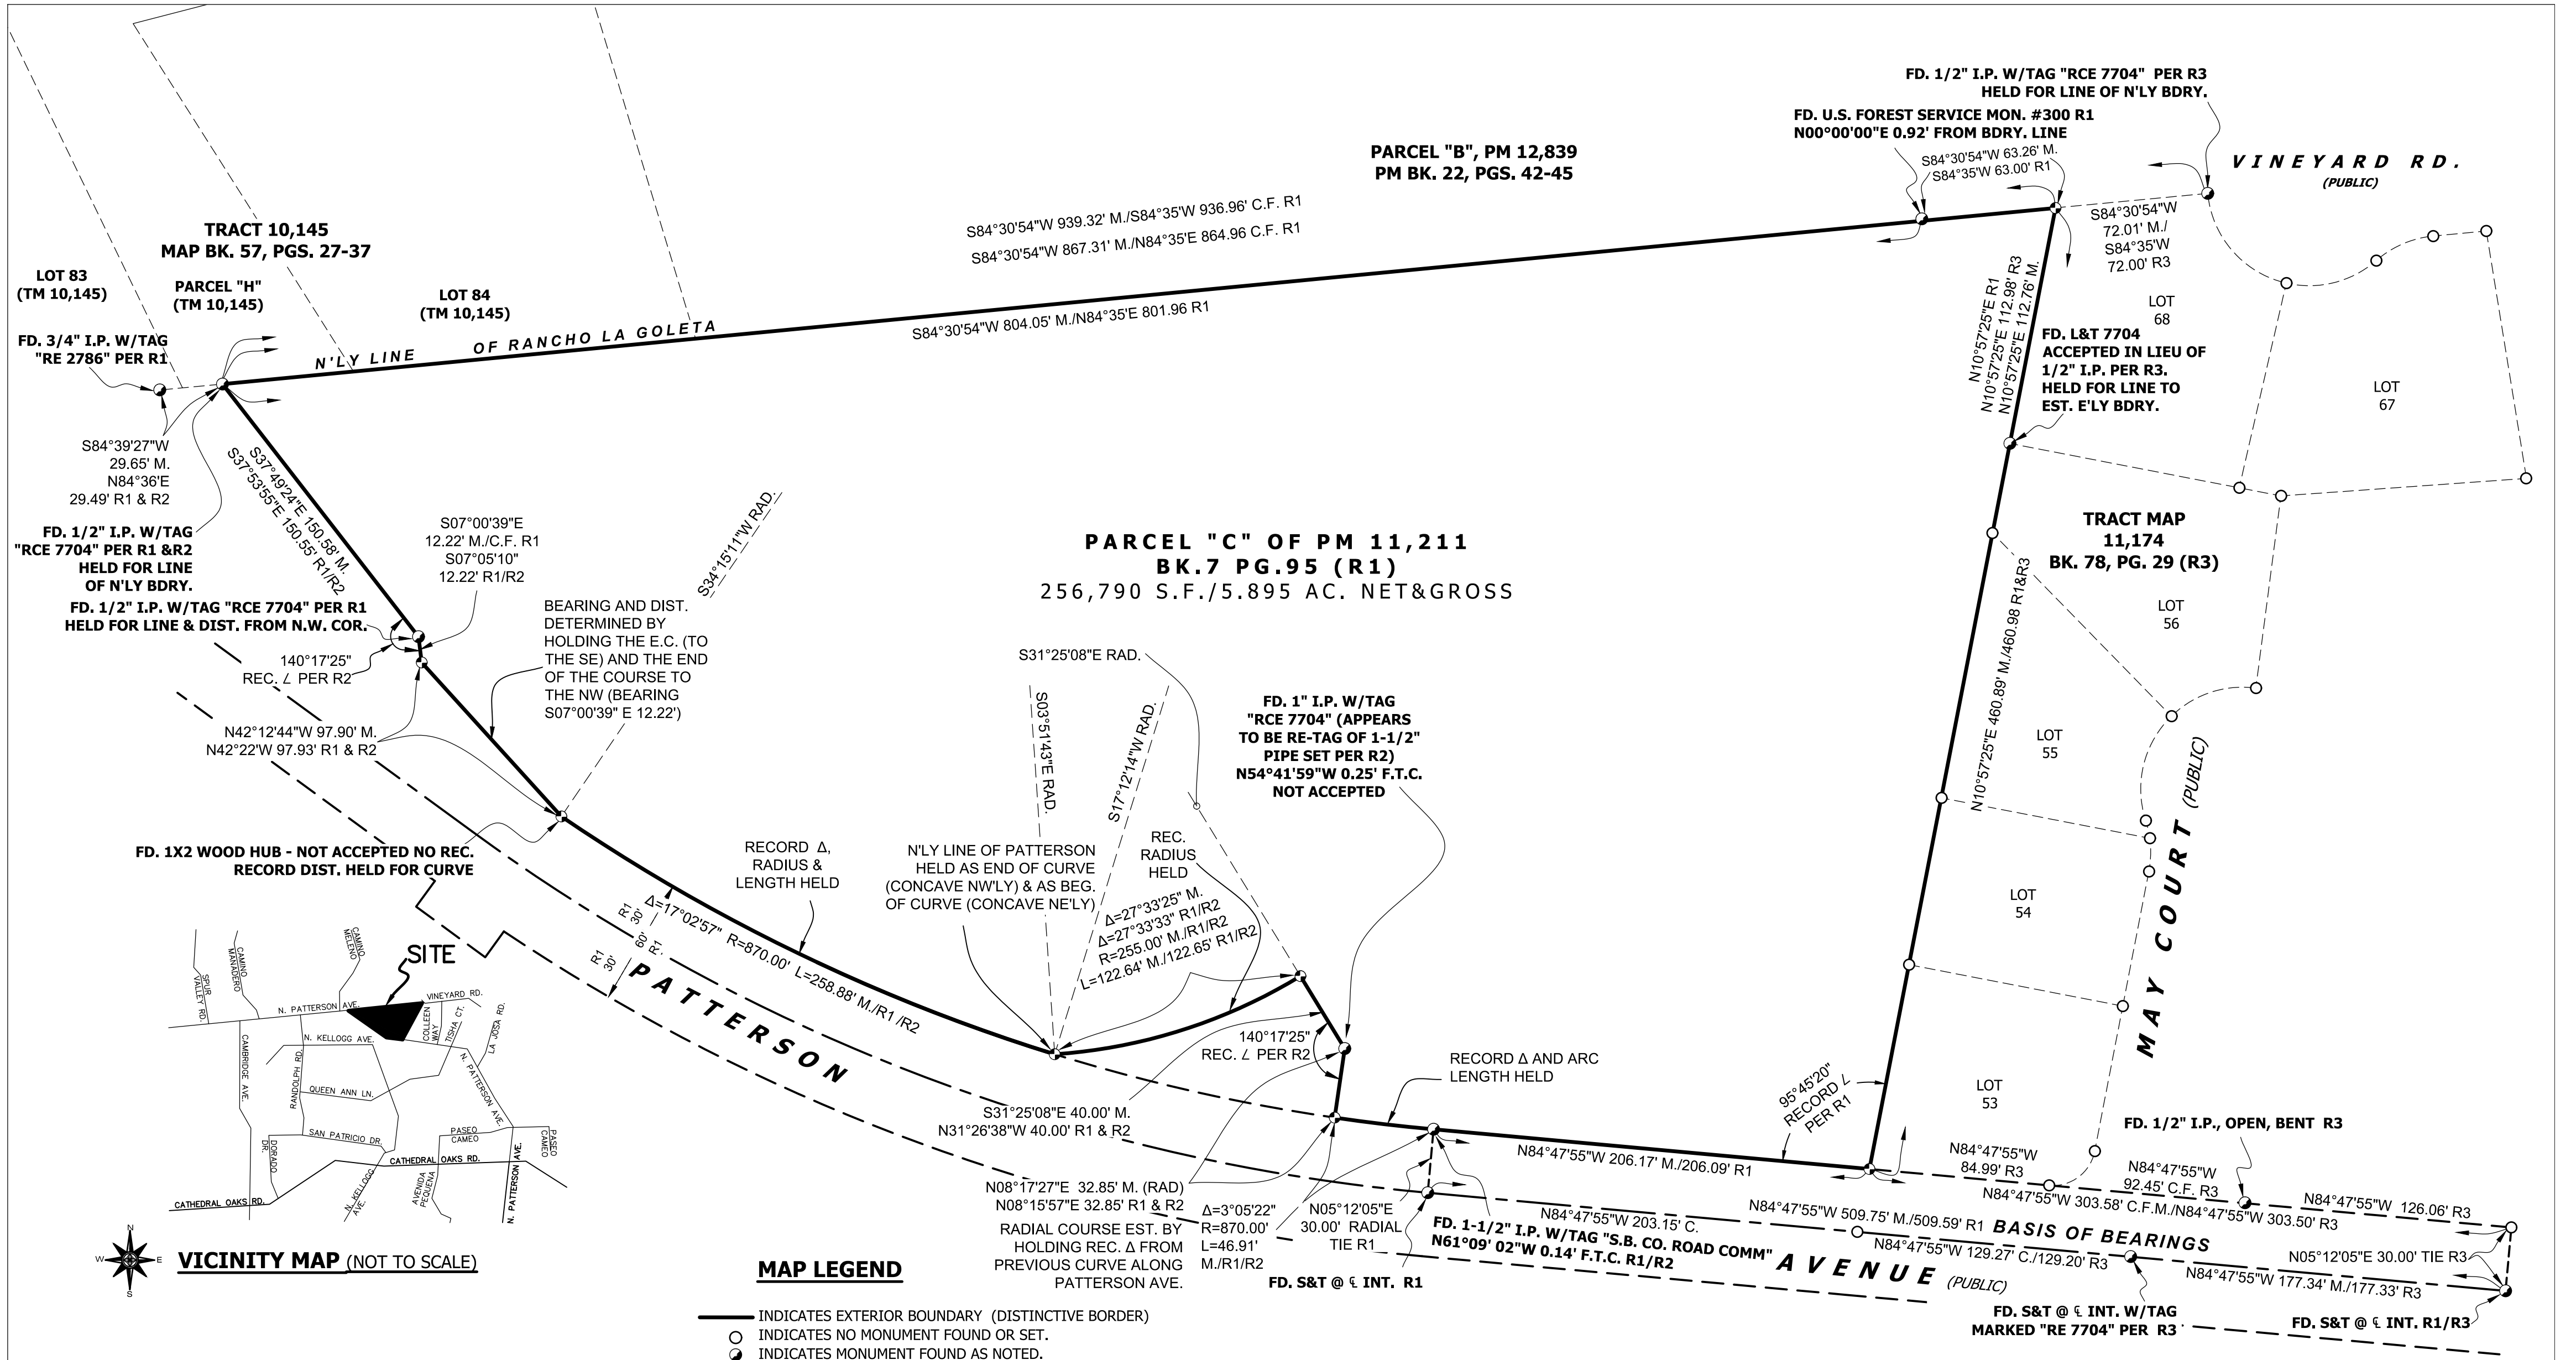 FD. 1/2" I.P. W/TAG "RCE 7704" PER R3
HELD FOR LINE OF N'LY BDRY.
FD. U.S. FOREST SERVICE MON. #300 R1
N00°00'00"E 0.92' FROM BDRY. LINE
S84°30'54"W 63.26' M.
S84°35'W 63.00' R1
VINEYARD RD.
(PUBLIC)
PARCEL "B", PM 12,839
PM BK. 22, PGS. 42-45
S84°30'54"W 939.32' M./S84°35'W 936.96' C.F. R1
S84°30'54"W 867.31' M./N84°35'E 864.96 C.F. R1
S84°30'54"W 804.05' M./N84°35'E 801.96 R1
S84°30'54"W
72.01' M./
S84°35'W
72.00' R3
TRACT 10,145
MAP BK. 57, PGS. 27-37
LOT 83
(TM 10,145)
PARCEL "H"
(TM 10,145)
LOT 84
(TM 10,145)
N'LY LINE OF RANCHO LA GOLETA
FD. 3/4" I.P. W/TAG
"RE 2786" PER R1
S84°39'27"W
29.65' M.
N84°36'E
29.49' R1 & R2
FD. 1/2" I.P. W/TAG
"RCE 7704" PER R1 &R2
HELD FOR LINE
OF N'LY BDRY.
S37°49'24"E 150.58' M.
S37°53'55"E 150.55' R1/R2
FD. 1/2" I.P. W/TAG "RCE 7704" PER R1
HELD FOR LINE & DIST. FROM N.W. COR.
140°17'25"
REC. ∠ PER R2
S07°00'39"E
12.22' M./C.F. R1
S07°05'10"
12.22' R1/R2
BEARING AND DIST.
DETERMINED BY
HOLDING THE E.C. (TO
THE SE) AND THE END
OF THE COURSE TO
THE NW (BEARING
S07°00'39" E 12.22')
S34°15'11"W RAD.
N42°12'44"W 97.90' M.
N42°22'W 97.93' R1 & R2
FD. 1X2 WOOD HUB - NOT ACCEPTED NO REC.
RECORD DIST. HELD FOR CURVE
PARCEL "C" OF PM 11,211
BK.7 PG.95 (R1)
256,790 S.F./5.895 AC. NET&GROSS
N10°57'25"E R1
N10°57'25"E 112.98' R3
N10°57'25"E 112.76' M.
FD. L&T 7704
ACCEPTED IN LIEU OF
1/2" I.P. PER R3.
HELD FOR LINE TO
EST. E'LY BDRY.
LOT
68
LOT
67
TRACT MAP
11,174
BK. 78, PG. 29 (R3)
LOT
56
LOT
55
LOT
54
LOT
53
N10°57'25"E 460.89' M./460.98 R1&R3
MAY COURT (PUBLIC)
RECORD Δ,
RADIUS &
LENGTH HELD
Δ=17°02'57" R=870.00' L=258.88' M./R1 /R2
R1
30'
60'
R1.
R1
30'
N'LY LINE OF PATTERSON
HELD AS END OF CURVE
(CONCAVE NW'LY) & AS BEG.
OF CURVE (CONCAVE NE'LY)
S03°51'43"E RAD.
S17°12'14"W RAD.
S31°25'08"E RAD.
REC.
RADIUS
HELD
Δ=27°33'25" M.
Δ=27°33'33" R1/R2
R=255.00' M./R1/R2
L=122.64' M./122.65' R1/R2
FD. 1" I.P. W/TAG
"RCE 7704" (APPEARS
TO BE RE-TAG OF 1-1/2"
PIPE SET PER R2)
N54°41'59"W 0.25' F.T.C.
NOT ACCEPTED
140°17'25"
REC. ∠ PER R2
S31°25'08"E 40.00' M.
N31°26'38"W 40.00' R1 & R2
N08°17'27"E 32.85' M. (RAD)
N08°15'57"E 32.85' R1 & R2
RADIAL COURSE EST. BY
HOLDING REC. Δ FROM
PREVIOUS CURVE ALONG
PATTERSON AVE.
RECORD Δ AND ARC
LENGTH HELD
Δ=3°05'22"
R=870.00'
L=46.91'
M./R1/R2
N05°12'05"E
30.00' RADIAL
TIE R1
FD. S&T @ ℄ INT. R1
95°45'20"
RECORD ∠
PER R1
N84°47'55"W 206.17' M./206.09' R1
FD. 1-1/2" I.P. W/TAG "S.B. CO. ROAD COMM"
N61°09' 02"W 0.14' F.T.C. R1/R2
PATTERSON AVENUE (PUBLIC)
N84°47'55"W 203.15' C.
N84°47'55"W 509.75' M./509.59' R1 BASIS OF BEARINGS
N84°47'55"W 129.27' C./129.20' R3
N84°47'55"W 177.34' M./177.33' R3
N84°47'55"W
84.99' R3
N84°47'55"W
92.45' C.F. R3
N84°47'55"W 303.58' C.F.M./N84°47'55"W 303.50' R3
N84°47'55"W 126.06' R3
FD. 1/2" I.P., OPEN, BENT R3
N05°12'05"E 30.00' TIE R3
FD. S&T @ ℄ INT. W/TAG
MARKED "RE 7704" PER R3
FD. S&T @ ℄ INT. R1/R3
SITE
SPUR
VALLEY RD.
CAMINO
MANADERO
CAMINO
MELENO
N. PATTERSON AVE.
VINEYARD RD.
COLLEEN
WAY
TISHA CT.
LA JOSA RD.
N. KELLOGG AVE.
CAMBRIDGE AVE.
RANDOLPH RD.
QUEEN ANN LN.
N. PATTERSON AVE.
SAN PATRICIO DR.
DORADO
DR.
PASEO
CAMEO
PASEO
CAMEO
CATHEDRAL OAKS RD.
CATHEDRAL OAKS RD.
N. KELLOGG
AVE.
AVENIDA
PEQUENA
N. PATTERSON AVE.
N
W
E
S
VICINITY MAP (NOT TO SCALE)
MAP LEGEND
INDICATES EXTERIOR BOUNDARY (DISTINCTIVE BORDER)
INDICATES NO MONUMENT FOUND OR SET.
INDICATES MONUMENT FOUND AS NOTED.